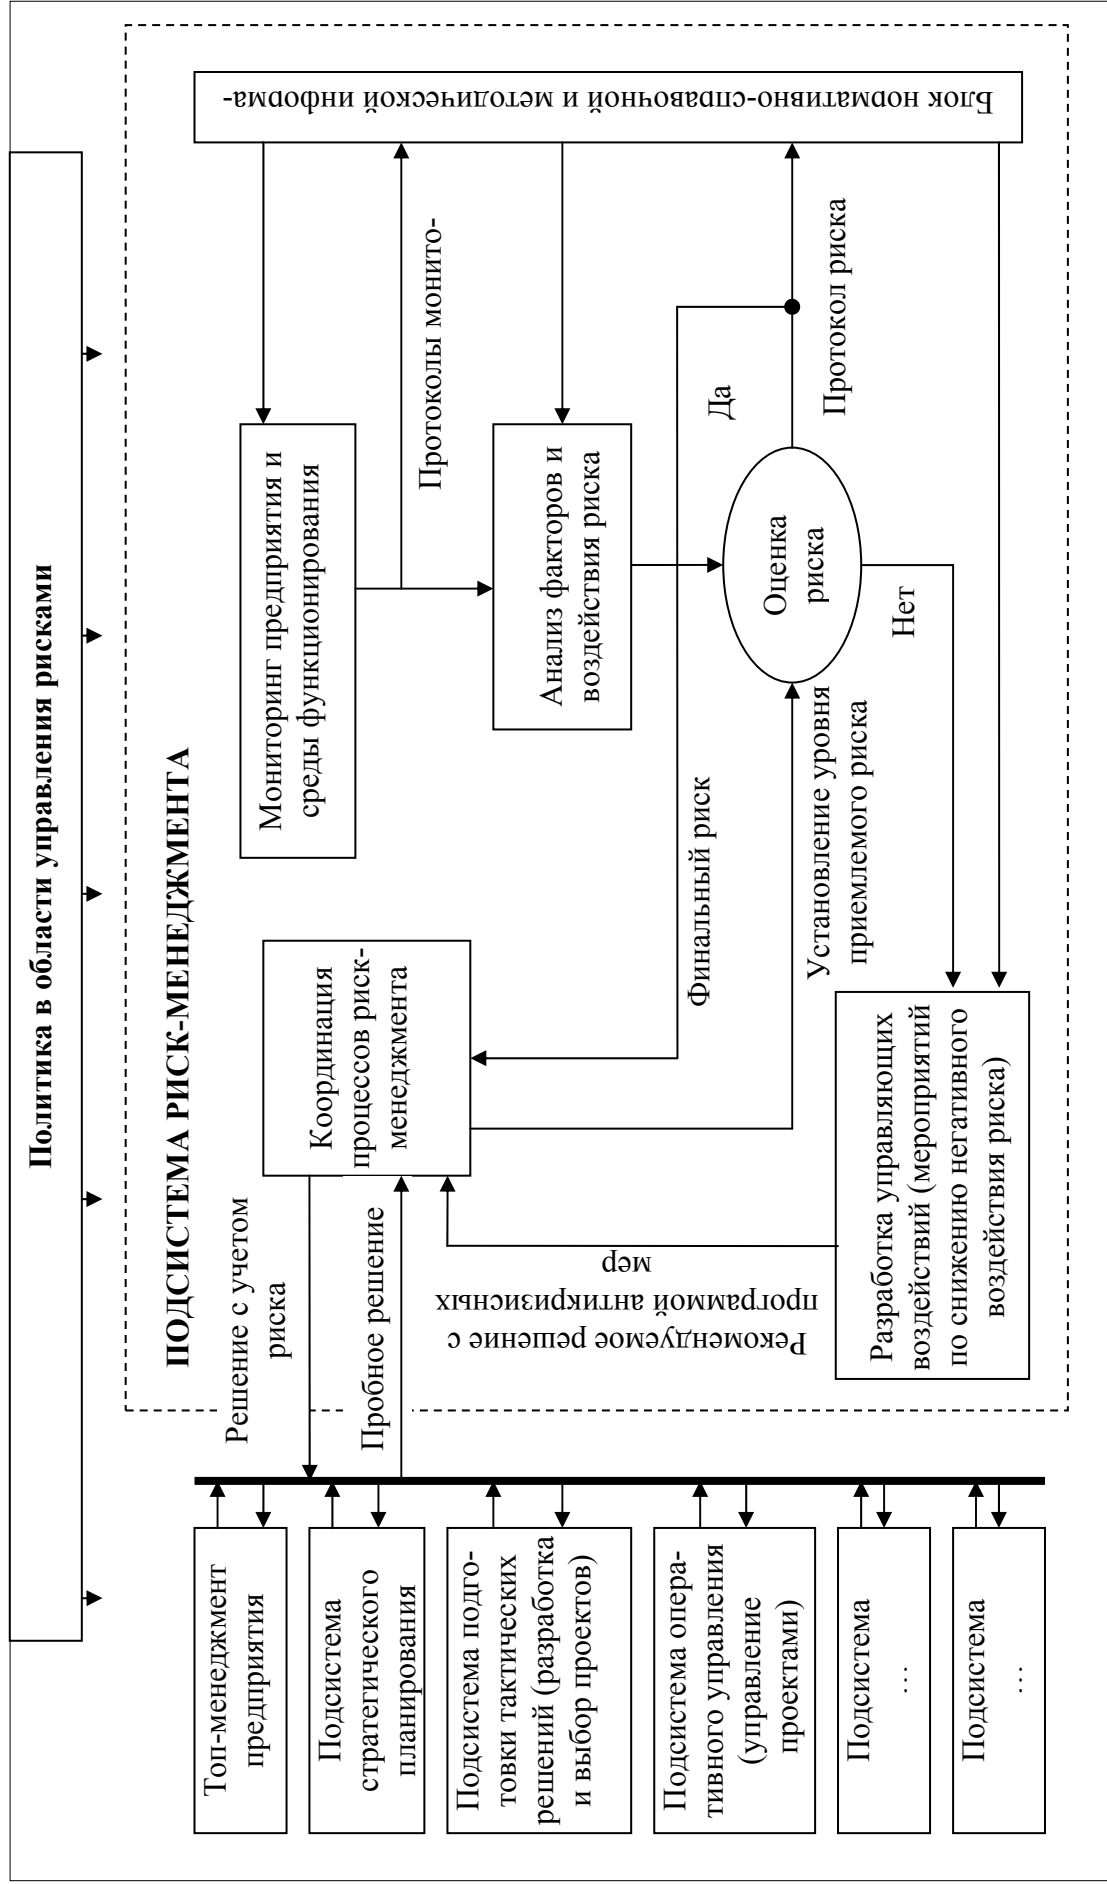 Политика в области управления рисками
ПОДСИСТЕМА РИСК-МЕНЕДЖМЕНТА
Топ-менеджмент
предприятия
Подсистема
стратегического
планирования
Подсистема подго-
товки тактических
решений (разработка
и выбор проектов)
Подсистема опера-
тивного управления
(управление
проектами)
Подсистема
...
Подсистема
...
Решение с учетом
риска
Пробное решение
Координация
процессов риск-
менеджмента
Рекомендуемое решение с
программой антикризисных
мер
Разработка управляющих
воздействий (мероприятий
по снижению негативного
воздействия риска)
Мониторинг предприятия и
среды функционирования
Протоколы монито-
Анализ факторов и
воздействия риска
Финальный риск
Да
Установление уровня
приемлемого риска
Оценка
риска
Нет
Протокол риска
Блок нормативно-справочной и методической информа-